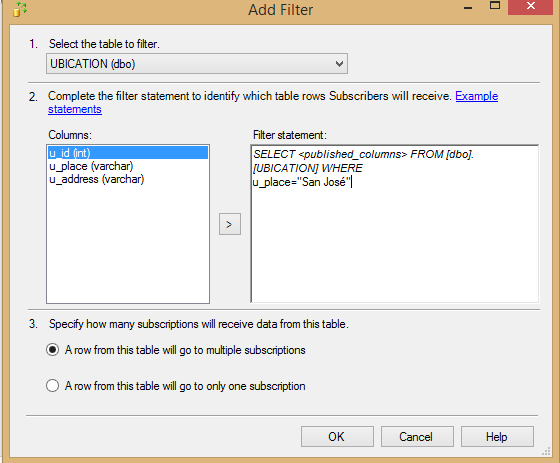 Add Filter
1. Select the table to filter.
UBICATION (dbo)
2. Complete the filter statement to identify which table rows Subscribers will receive. Example
statements
Columns:
u_id (int)
u_place (varchar)
u_address (varchar)
>
Filter statement:
SELECT <published_columns> FROM [dbo].
[UBICATION] WHERE
u_place="San José"
3. Specify how many subscriptions will receive data from this table.
A row from this table will go to multiple subscriptions
A row from this table will go to only one subscription
OK
Cancel
Help